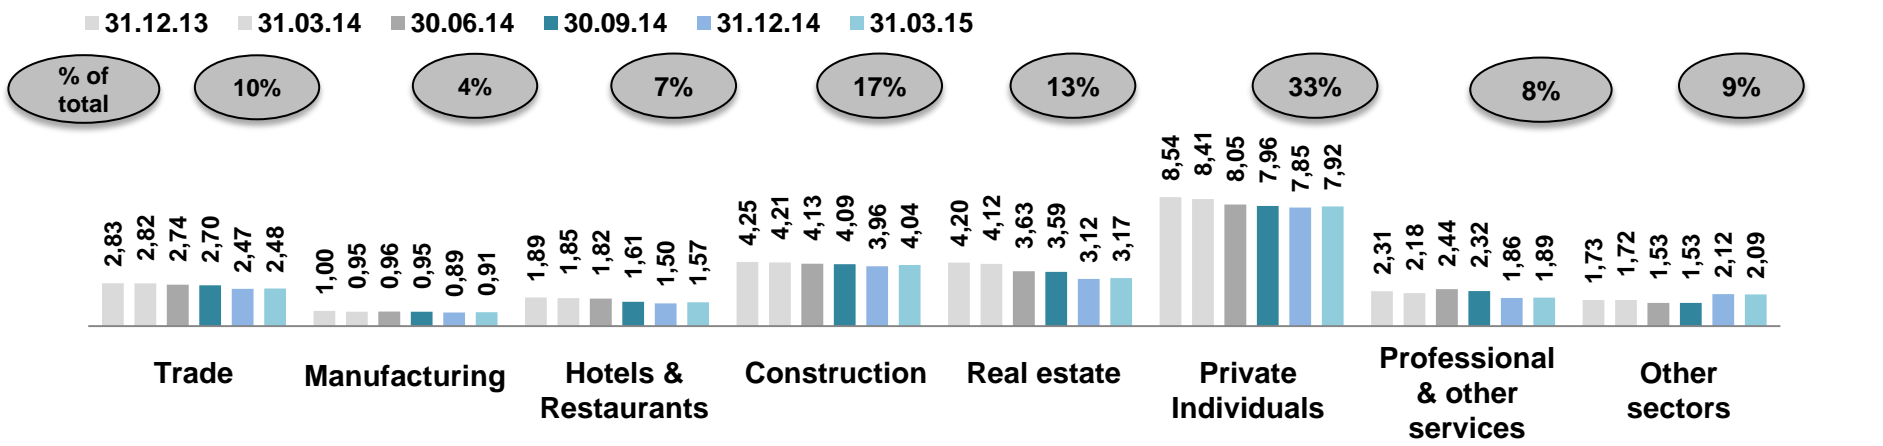 31.12.13 31.03.14 30.06.14 30.09.14 31.12.14 31.03.15
% of
total
10% 4% 7% 17% 13% 33% 8% 9%
2,83 2,82 2,74 2,70 2,47 2,48
1,00 0,95 0,96 0,95 0,89 0,91
1,89 1,85 1,82 1,61 1,50 1,57
4,25 4,21 4,13 4,09 3,96 4,04
4,20 4,12 3,63 3,59 3,12 3,17
8,54 8,41 8,05 7,96 7,85 7,92
2,31 2,18 2,44 2,32 1,86 1,89
1,73 1,72 1,53 1,53 2,12 2,09
Trade
Manufacturing
Hotels &
Restaurants
Construction
Real estate
Private
Individuals
Professional
& other
services
Other
sectors